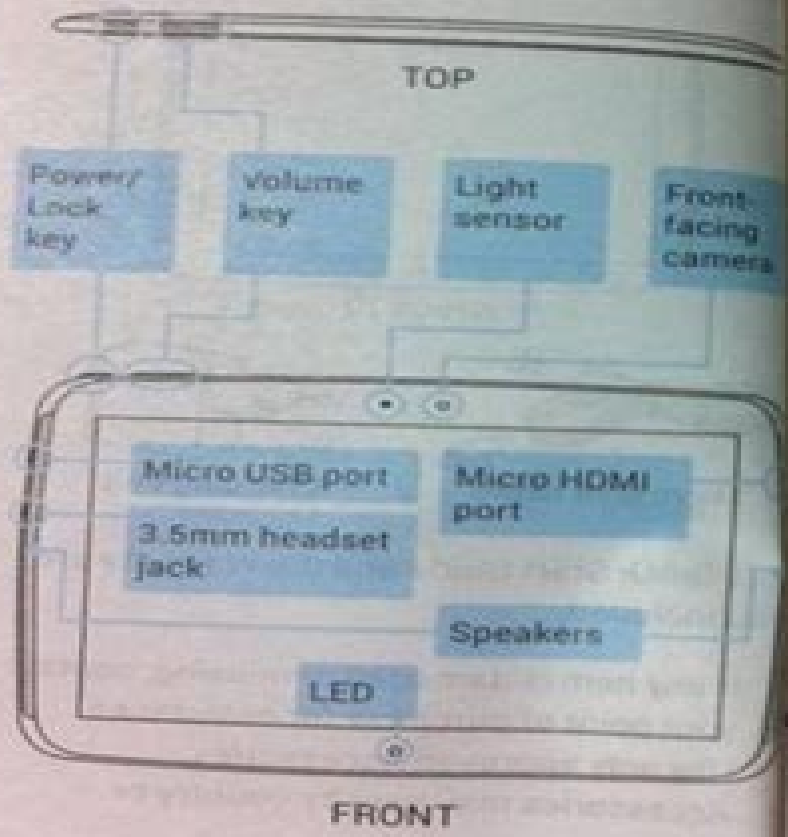 TOP
Power/
Lock
key
Volume
key
Light
sensor
Front-
facing
camera
Micro USB port
Micro HDMI
port
3.5mm headset
jack
Speakers
LED
FRONT